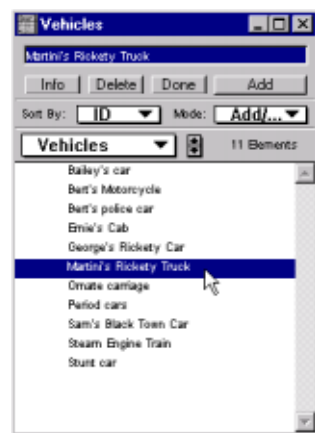 Vehicles
Martini's Rickety Truck
Info Delete Done Add
Sort By: ID Mode: Add/...
Vehicles 11 Elements
Bailey's car
Bert's Motorcycle
Bert's police car
Ernie's Cab
George's Rickety Car
Martini's Rickety Truck
Ornate carriage
Period cars
Sam's Black Town Car
Steam Engine Train
Stunt car